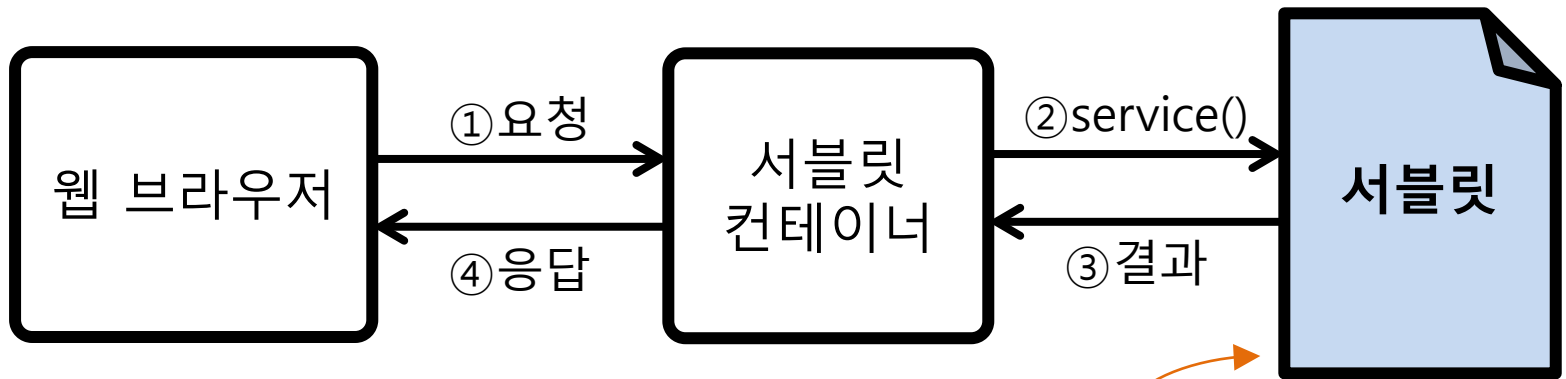 웹 브라우저
①요청
④응답
서블릿
컨테이너
②service()
③결과
서블릿